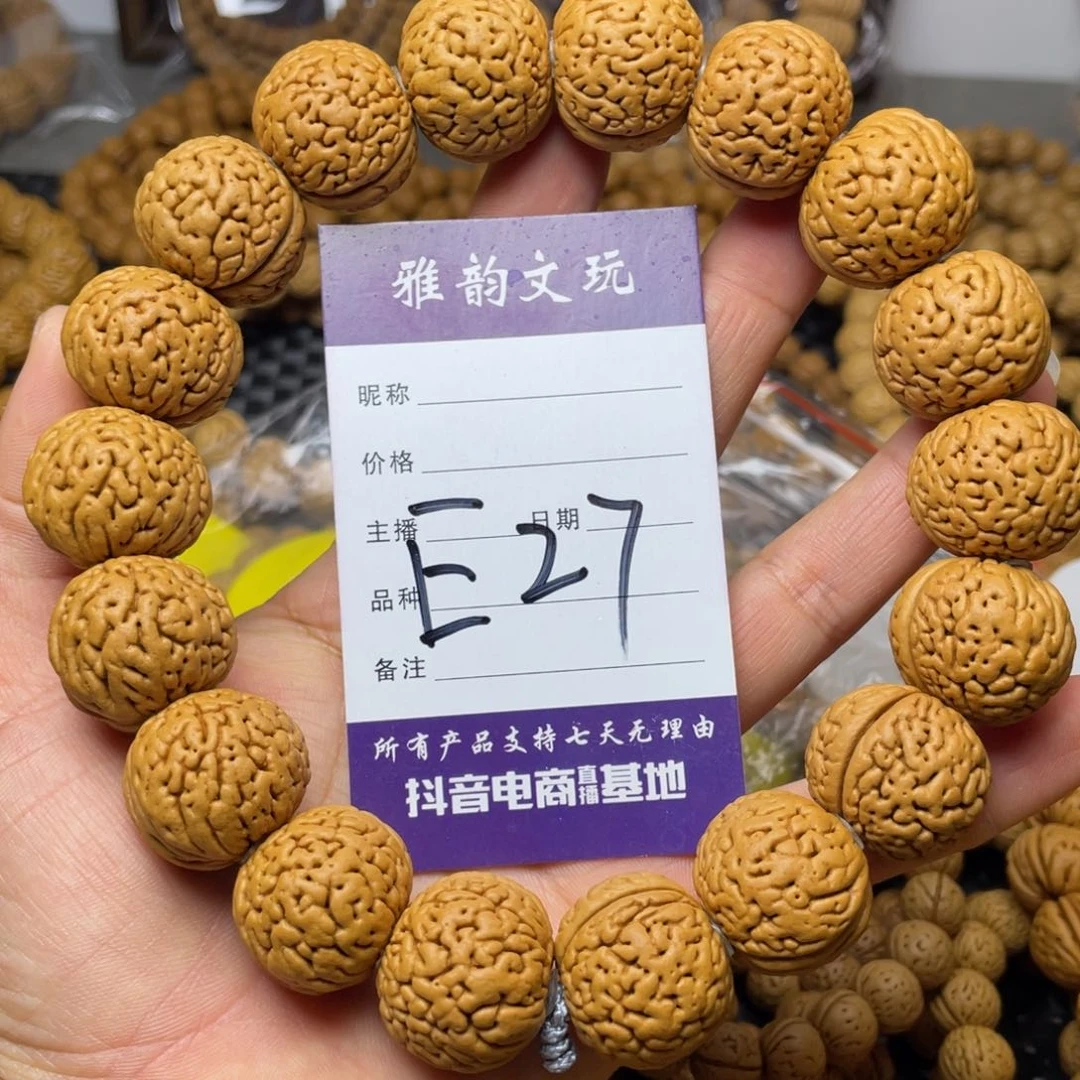 雅韵文玩
昵称
价格
主播 日期
E27
品种
备注
所有产品支持七天无理由
抖音电商直播基地